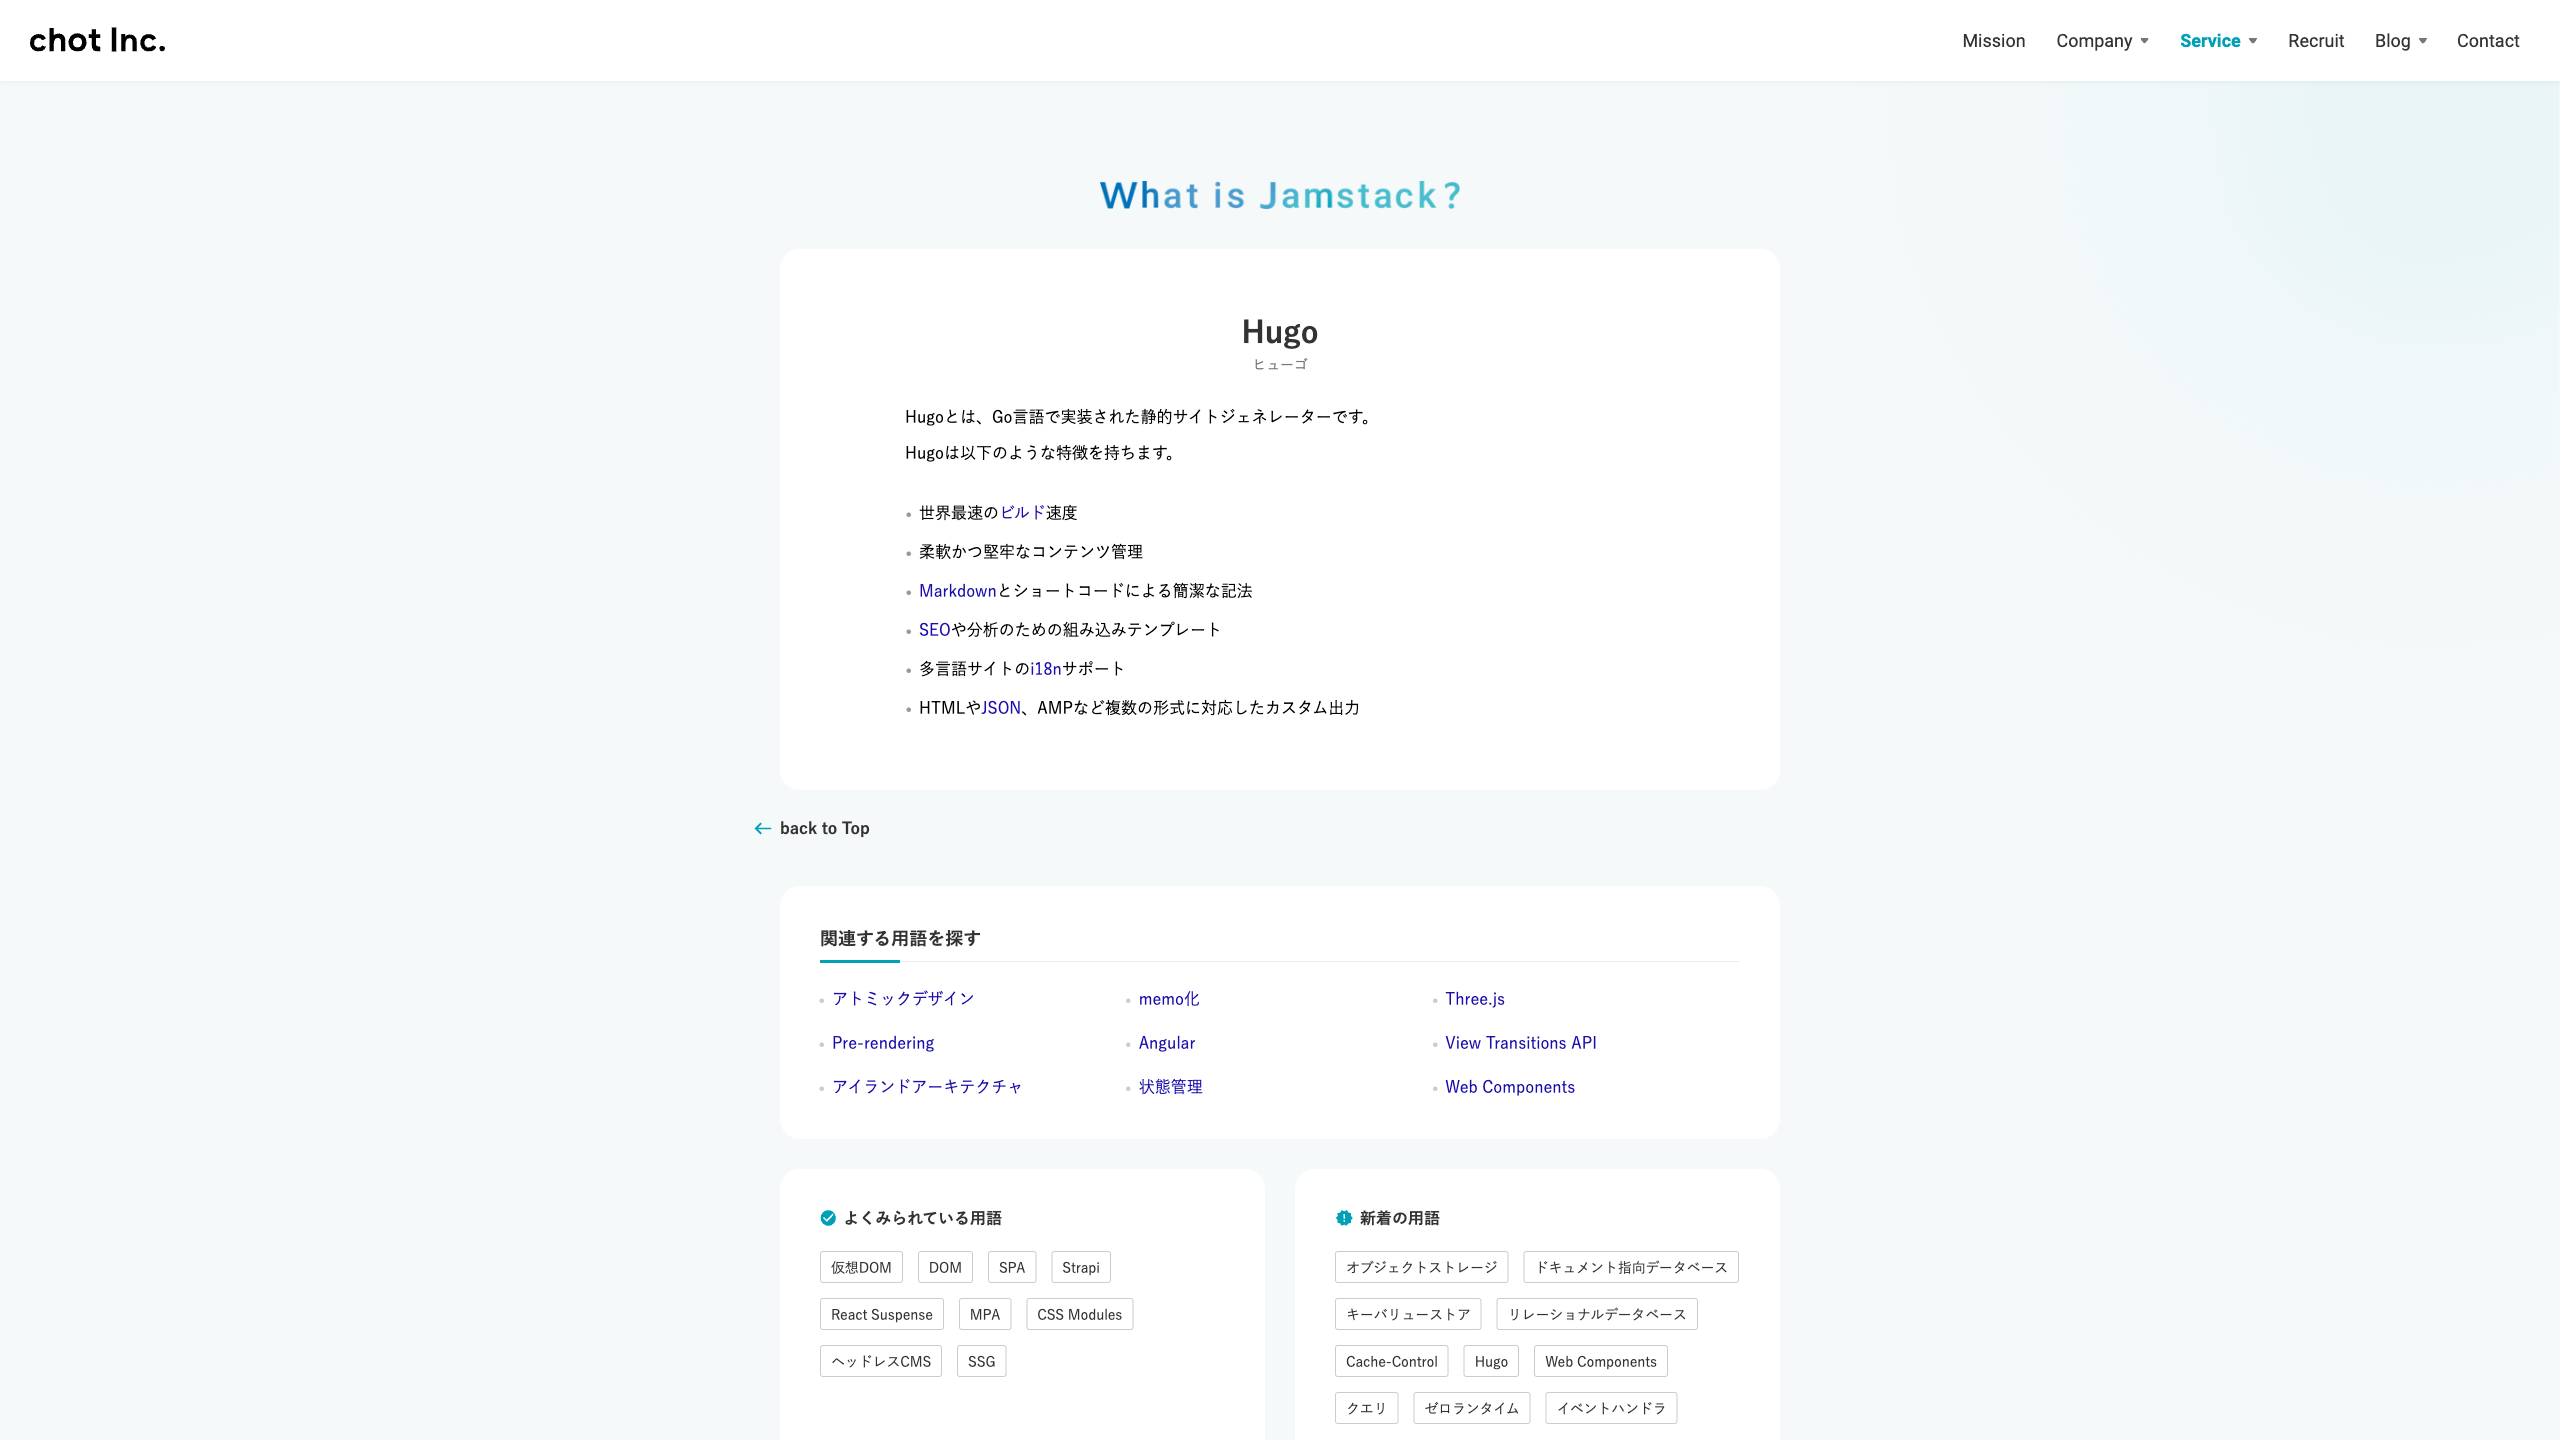 chot Inc.
Mission Company Service Recruit Blog Contact
What is Jamstack?
Hugo
ヒューゴ
Hugoとは、Go言語で実装された静的サイトジェネレーターです。
Hugoは以下のような特徴を持ちます。
世界最速のビルド速度
柔軟かつ堅牢なコンテンツ管理
Markdownとショートコードによる簡潔な記法
SEOや分析のための組み込みテンプレート
多言語サイトのi18nサポート
HTMLやJSON、AMPなど複数の形式に対応したカスタム出力
back to Top
関連する用語を探す
アトミックデザイン memo化 Three.js
Pre-rendering Angular View Transitions API
アイランドアーキテクチャ 状態管理 Web Components
よくみられている用語
仮想DOM DOM SPA Strapi
React Suspense MPA CSS Modules
ヘッドレスCMS SSG
新着の用語
オブジェクトストレージ ドキュメント指向データベース
キーバリューストア リレーショナルデータベース
Cache-Control Hugo Web Components
クエリ ゼロランタイム イベントハンドラ